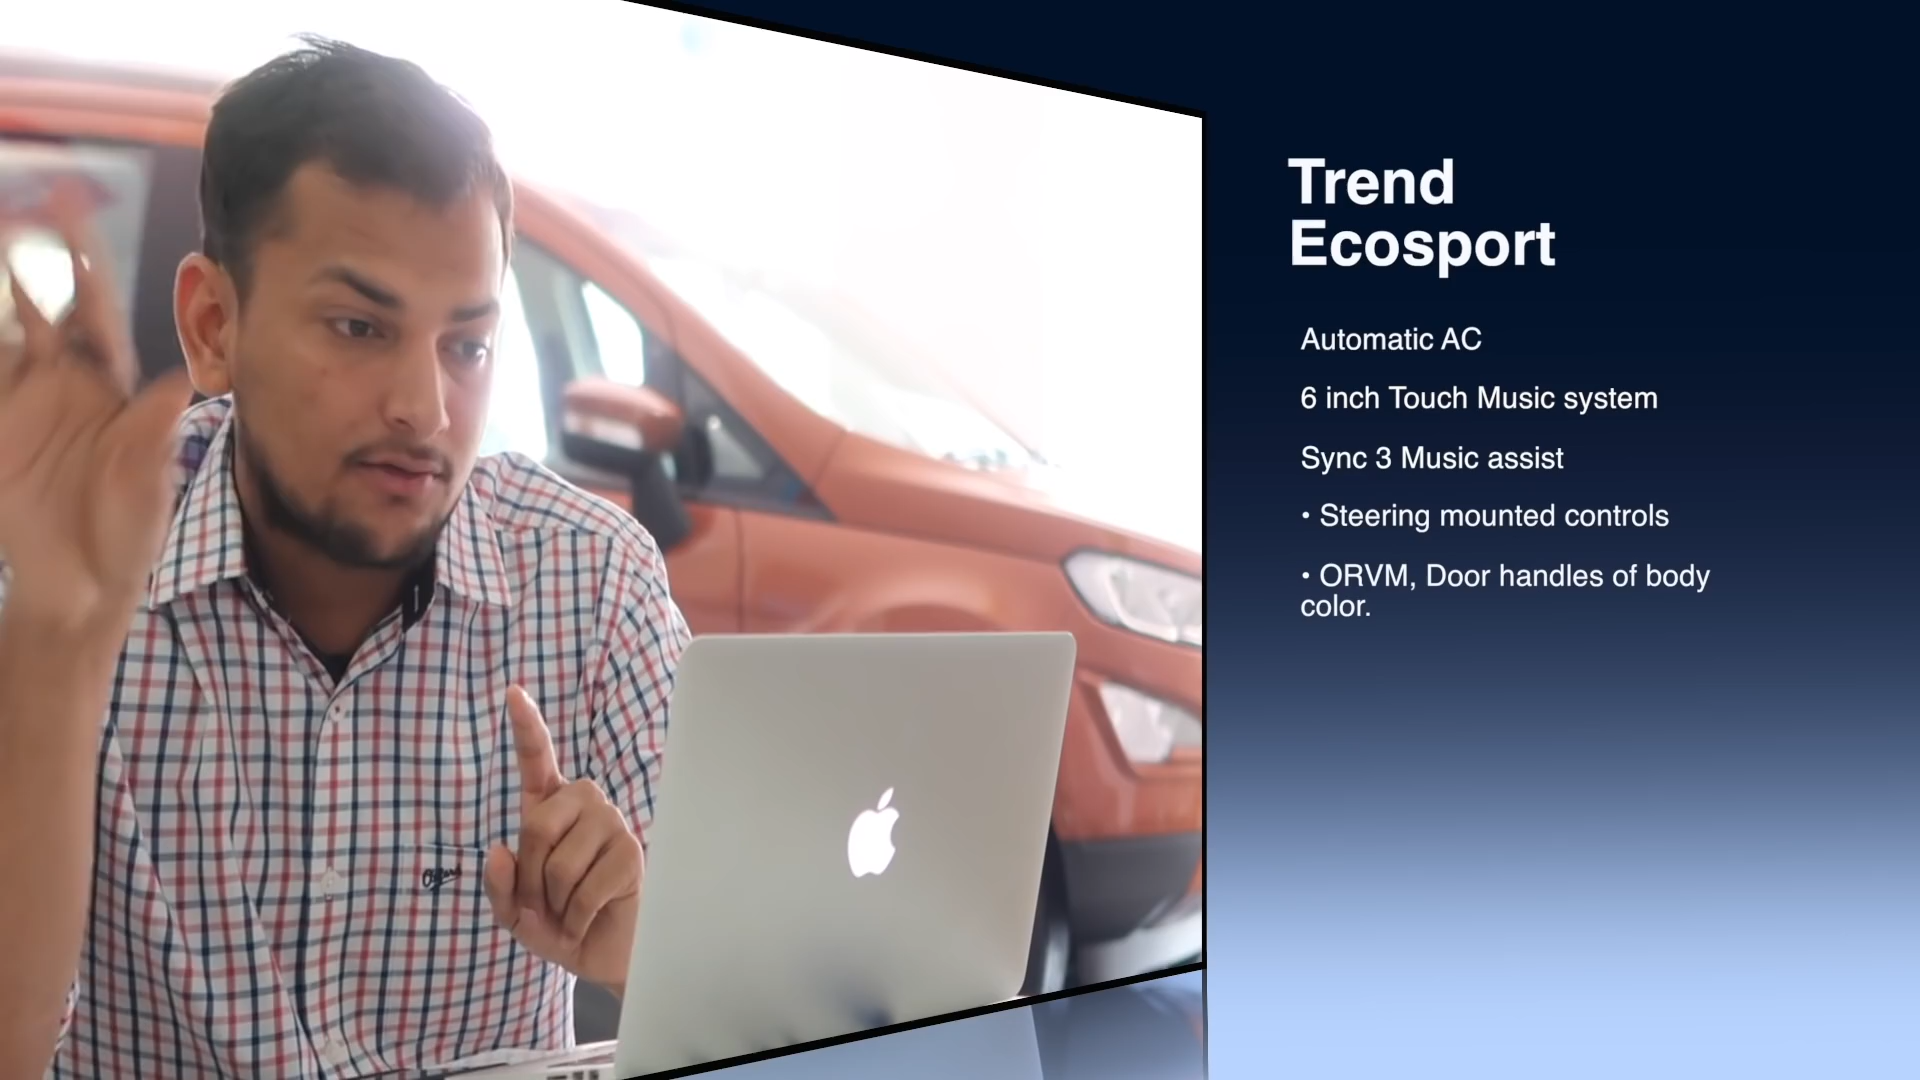 Trend
Ecosport
Automatic AC
6 inch Touch Music system
Sync 3 Music assist
• Steering mounted controls
• ORVM, Door handles of body
color.